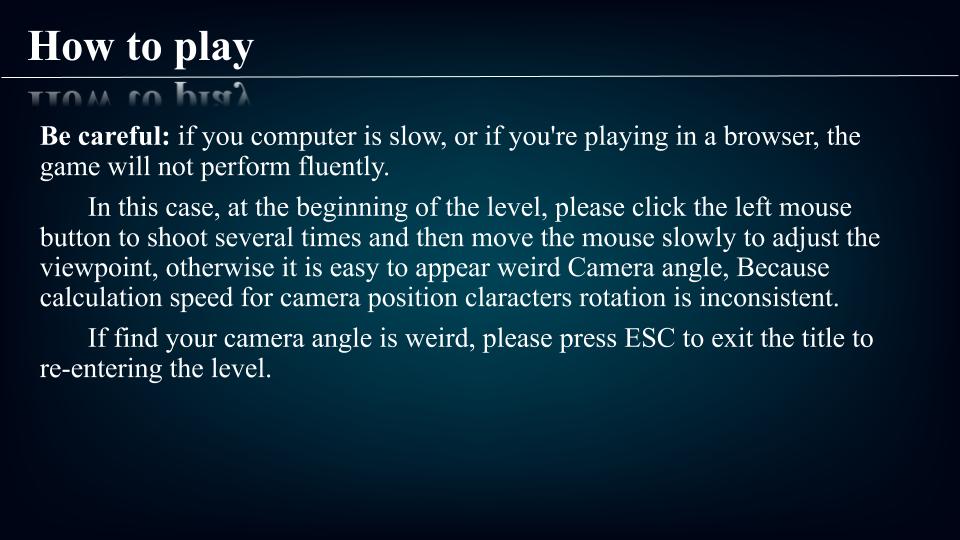 How to play
Be careful: if you computer is slow, or if you're playing in a browser, the
game will not perform fluently.
In this case, at the beginning of the level, please click the left mouse
button to shoot several times and then move the mouse slowly to adjust the
viewpoint, otherwise it is easy to appear weird Camera angle, Because
calculation speed for camera position claracters rotation is inconsistent.
If find your camera angle is weird, please press ESC to exit the title to
re-entering the level.